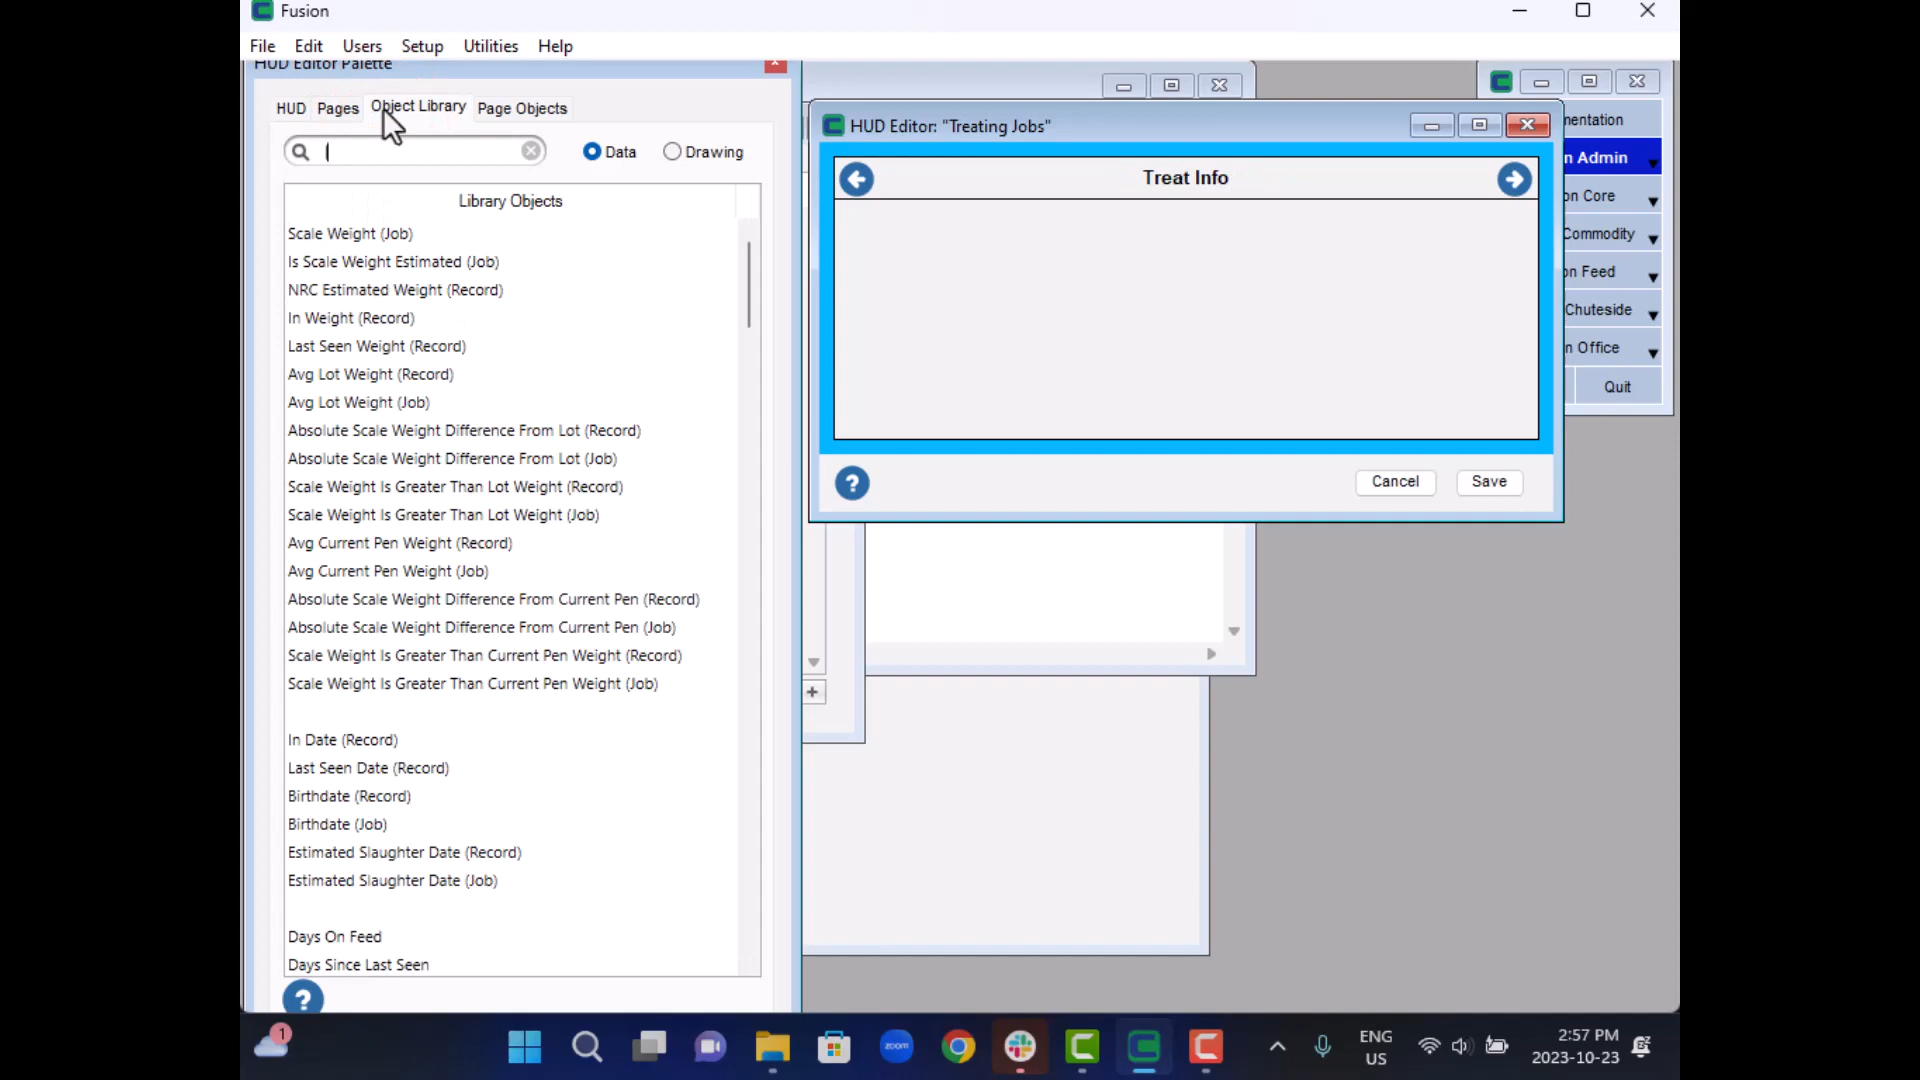 Fusion
File Edit Users Setup Utilities Help
HUD Editor Palette
HUD Pages Object Library Page Objects
Data Drawing
Library Objects
Scale Weight (Job)
Is Scale Weight Estimated (Job)
NRC Estimated Weight (Record)
In Weight (Record)
Last Seen Weight (Record)
Avg Lot Weight (Record)
Avg Lot Weight (Job)
Absolute Scale Weight Difference From Lot (Record)
Absolute Scale Weight Difference From Lot (Job)
Scale Weight Is Greater Than Lot Weight (Record)
Scale Weight Is Greater Than Lot Weight (Job)
Avg Current Pen Weight (Record)
Avg Current Pen Weight (Job)
Absolute Scale Weight Difference From Current Pen (Record)
Absolute Scale Weight Difference From Current Pen (Job)
Scale Weight Is Greater Than Current Pen Weight (Record)
Scale Weight Is Greater Than Current Pen Weight (Job)
In Date (Record)
Last Seen Date (Record)
Birthdate (Record)
Birthdate (Job)
Estimated Slaughter Date (Record)
Estimated Slaughter Date (Job)
Days On Feed
Days Since Last Seen
?
HUD Editor: "Treating Jobs"
Treat Info
?
Cancel Save
nentation
n Admin
on Core
Commodity
on Feed
Chuteside
n Office
Quit
1
zoom
ENG
US
2:57 PM
2023-10-23